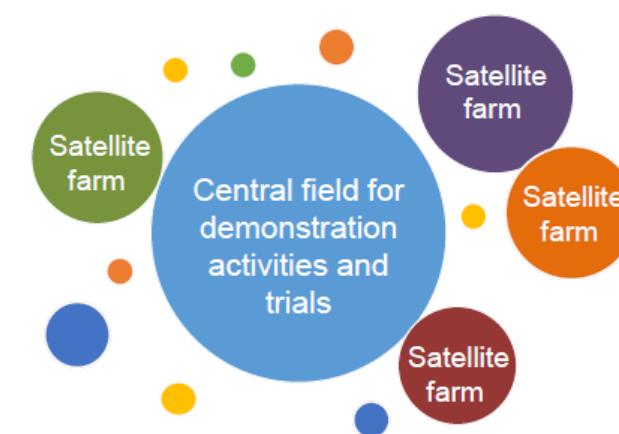 Satellite
farm
Satellite
farm
Central field for
demonstration
activities and
trials
Satellite
farm
Satellite
farm